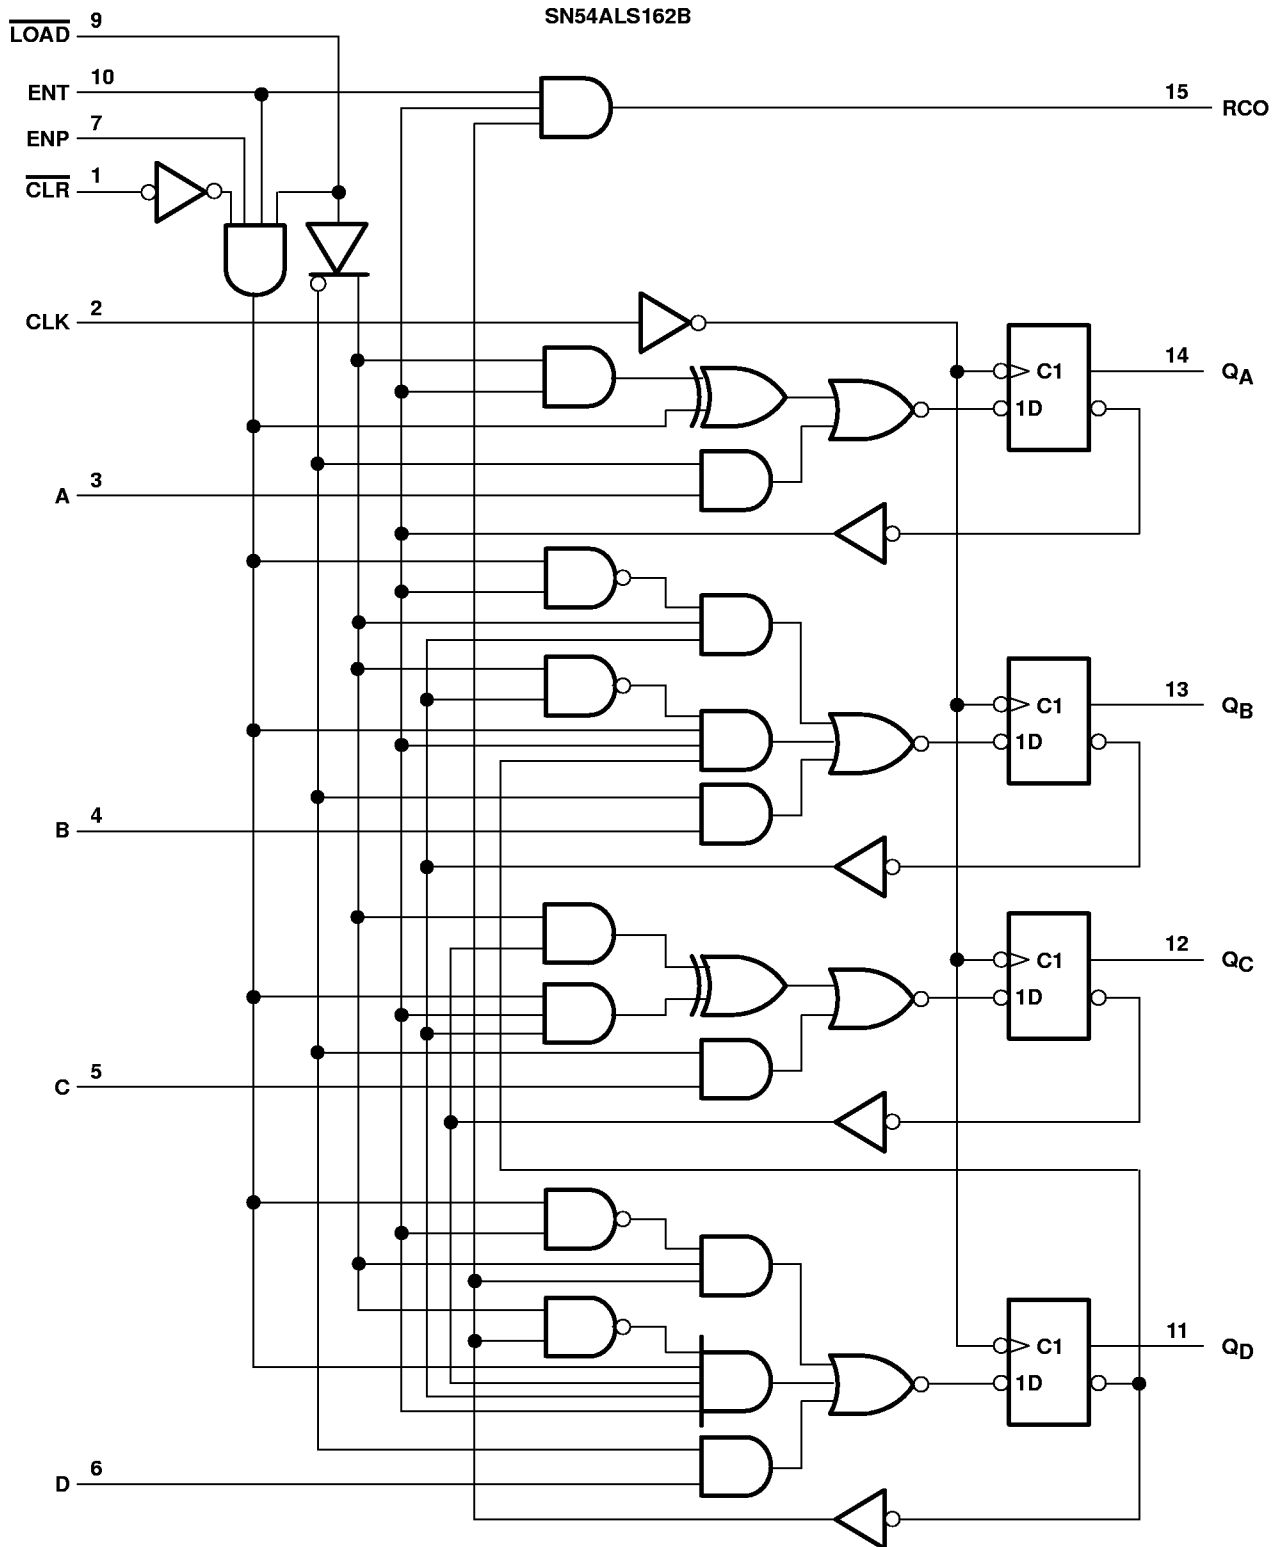 SN54ALS162B
LOAD 9
ENT 10
15 RCO
ENP 7
CLR 1
CLK 2
C1 14 QA
1D
A 3
C1 13 QB
1D
B 4
C1 12 QC
1D
C 5
C1 11 QD
1D
D 6